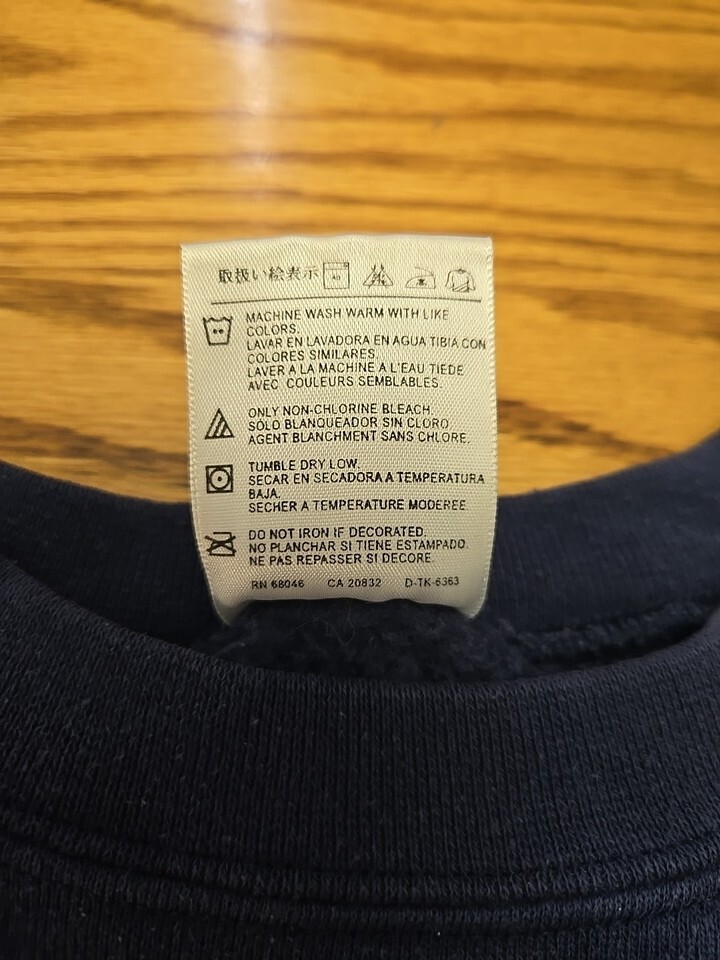 取扱い絵表示
MACHINE WASH WARM WITH LIKE
COLORS.
LAVAR EN LAVADORA EN AGUA TIBIA CON
COLORES SIMILARES.
LAVER A LA MACHINE A L'EAU TIEDE
AVEC COULEURS SEMBLABLES.
ONLY NON-CHLORINE BLEACH.
SÓLO BLANQUEADOR SIN CLORO.
AGENT BLANCHMENT SANS CHLORE.
TUMBLE DRY LOW.
SECAR EN SECADORA A TEMPERATURA
BAJA.
SECHER A TEMPERATURE MODEREE
DO NOT IRON IF DECORATED.
NO PLANCHAR SI TIENE ESTAMPADO.
NE PAS REPASSER SI DECORE.
RN 68046 CA 20832 D-TK-6363